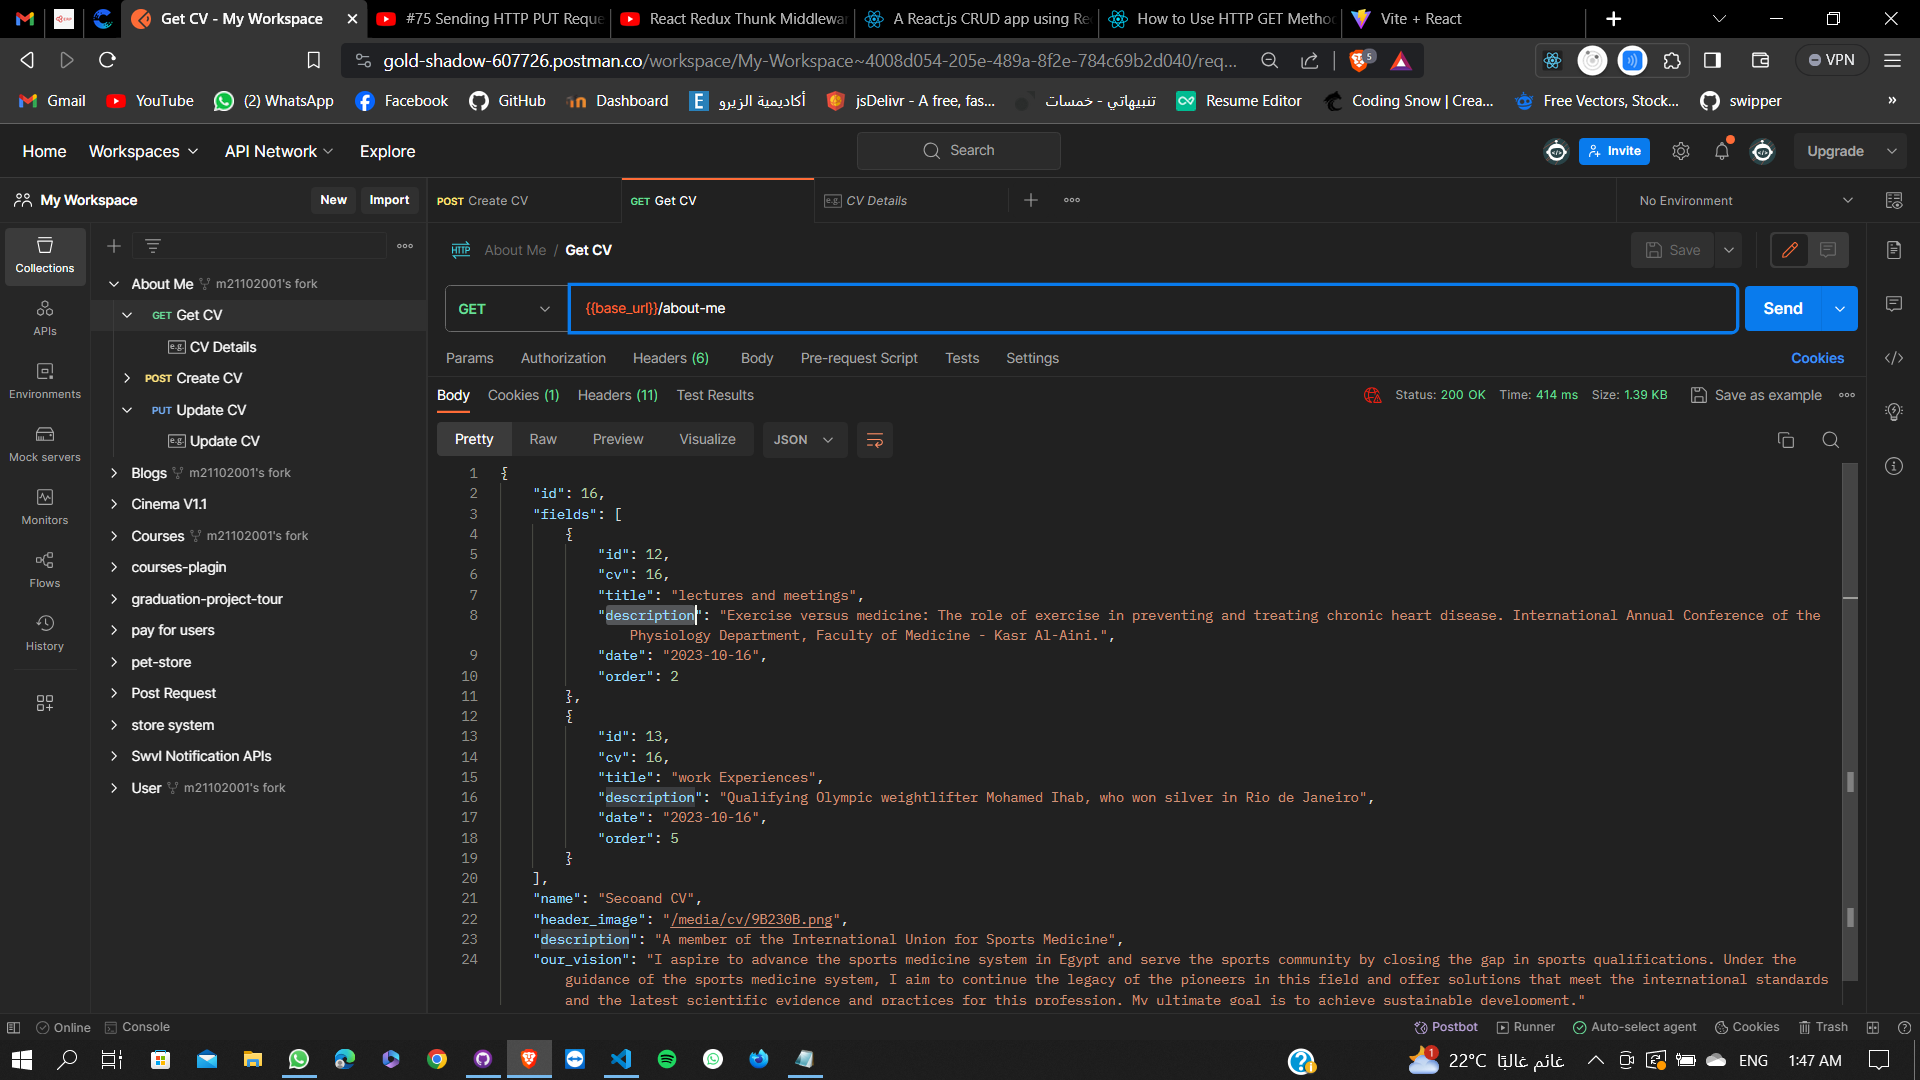 Get CV - My Workspace
#75 Sending HTTP PUT Reque
React Redux Thunk Middlewar
A React.js CRUD app using Re
How to Use HTTP GET Metho
Vite + React
gold-shadow-607726.postman.co/workspace/My-Workspace~4008d054-205e-489a-8f2e-784c69b2d040/req...
5
VPN
Gmail
YouTube
(2) WhatsApp
Facebook
GitHub
Dashboard
أكاديمية الزيرو
jsDelivr - A free, fas...
تنبيهاتي - خمسات
Resume Editor
Coding Snow | Crea...
Free Vectors, Stock...
swipper
»
Home
Workspaces
API Network
Explore
Search
Invite
Upgrade
My Workspace
New
Import
POST Create CV
GET Get CV
e.g. CV Details
No Environment
Collections
APIs
Environments
Mock servers
Monitors
Flows
History
About Me m21102001's fork
GET Get CV
e.g. CV Details
POST Create CV
PUT Update CV
e.g. Update CV
Blogs m21102001's fork
Cinema V1.1
Courses m21102001's fork
courses-plagin
graduation-project-tour
pay for users
pet-store
Post Request
store system
Swvl Notification APIs
User m21102001's fork
HTTP About Me / Get CV
Save
GET
{{base_url}}/about-me
Send
Params
Authorization
Headers (6)
Body
Pre-request Script
Tests
Settings
Cookies
Body
Cookies (1)
Headers (11)
Test Results
Status: 200 OK
Time: 414 ms
Size: 1.39 KB
Save as example
Pretty
Raw
Preview
Visualize
JSON
1 {
2 "id": 16,
3 "fields": [
4 {
5 "id": 12,
6 "cv": 16,
7 "title": "lectures and meetings",
8 "description": "Exercise versus medicine: The role of exercise in preventing and treating chronic heart disease. International Annual Conference of the
Physiology Department, Faculty of Medicine - Kasr Al-Aini.",
9 "date": "2023-10-16",
10 "order": 2
11 },
12 {
13 "id": 13,
14 "cv": 16,
15 "title": "work Experiences",
16 "description": "Qualifying Olympic weightlifter Mohamed Ihab, who won silver in Rio de Janeiro",
17 "date": "2023-10-16",
18 "order": 5
19 }
20 ],
21 "name": "Secoand CV",
22 "header_image": "/media/cv/9B230B.png",
23 "description": "A member of the International Union for Sports Medicine",
24 "our_vision": "I aspire to advance the sports medicine system in Egypt and serve the sports community by closing the gap in sports qualifications. Under the
guidance of the sports medicine system, I aim to continue the legacy of the pioneers in this field and offer solutions that meet the international standards
and the latest scientific evidence and practices for this profession. My ultimate goal is to achieve sustainable development."
Online
Console
Postbot
Runner
Auto-select agent
Cookies
Trash
1
22°C غائم غالبًا
ENG
1:47 AM